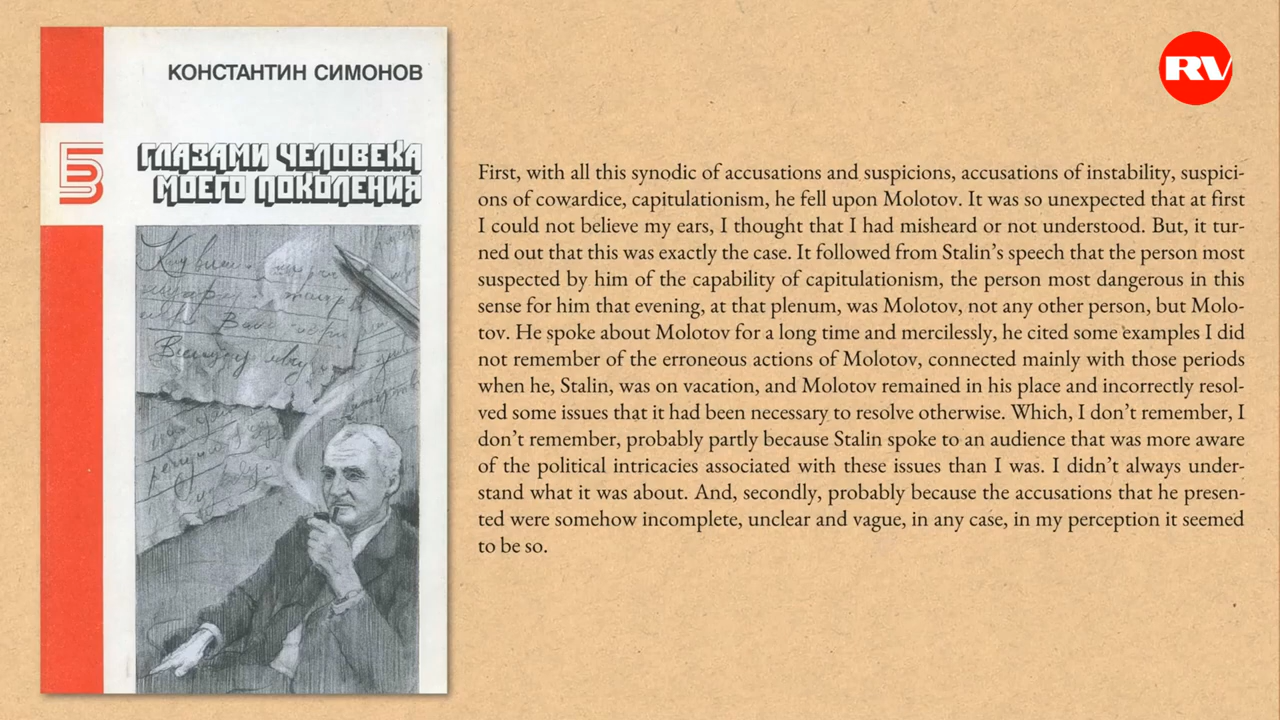 КОНСТАНТИН СИМОНОВ
ГЛАЗАМИ ЧЕЛОВЕКА
МОЕГО ПОКОЛЕНИЯ
RV
First, with all this synodic of accusations and suspicions, accusations of instability, suspici-
ons of cowardice, capitulationism, he fell upon Molotov. It was so unexpected that at first
I could not believe my ears, I thought that I had misheard or not understood. But, it tur-
ned out that this was exactly the case. It followed from Stalin’s speech that the person most
suspected by him of the capability of capitulationism, the person most dangerous in this
sense for him that evening, at that plenum, was Molotov, not any other person, but Molo-
tov. He spoke about Molotov for a long time and mercilessly, he cited some examples I did
not remember of the erroneous actions of Molotov, connected mainly with those periods
when he, Stalin, was on vacation, and Molotov remained in his place and incorrectly resol-
ved some issues that it had been necessary to resolve otherwise. Which, I don’t remember, I
don’t remember, probably partly because Stalin spoke to an audience that was more aware
of the political intricacies associated with these issues than I was. I didn’t always under-
stand what it was about. And, secondly, probably because the accusations that he presen-
ted were somehow incomplete, unclear and vague, in any case, in my perception it seemed
to be so.